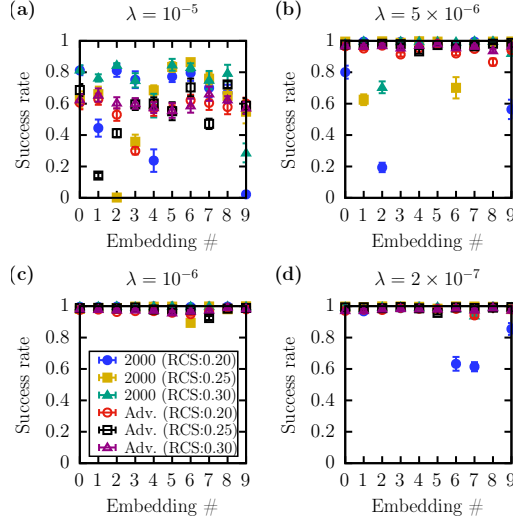 (a) λ = 10⁻⁵
Success rate
1
0.8
0.6
0.4
0.2
0
0 1 2 3 4 5 6 7 8 9
Embedding #
(b) λ = 5 × 10⁻⁶
Success rate
1
0.8
0.6
0.4
0.2
0
0 1 2 3 4 5 6 7 8 9
Embedding #
(c) λ = 10⁻⁶
Success rate
1
0.8
0.6
0.4
0.2
0
2000 (RCS:0.20)
2000 (RCS:0.25)
2000 (RCS:0.30)
Adv. (RCS:0.20)
Adv. (RCS:0.25)
Adv. (RCS:0.30)
0 1 2 3 4 5 6 7 8 9
Embedding #
(d) λ = 2 × 10⁻⁷
Success rate
1
0.8
0.6
0.4
0.2
0
0 1 2 3 4 5 6 7 8 9
Embedding #